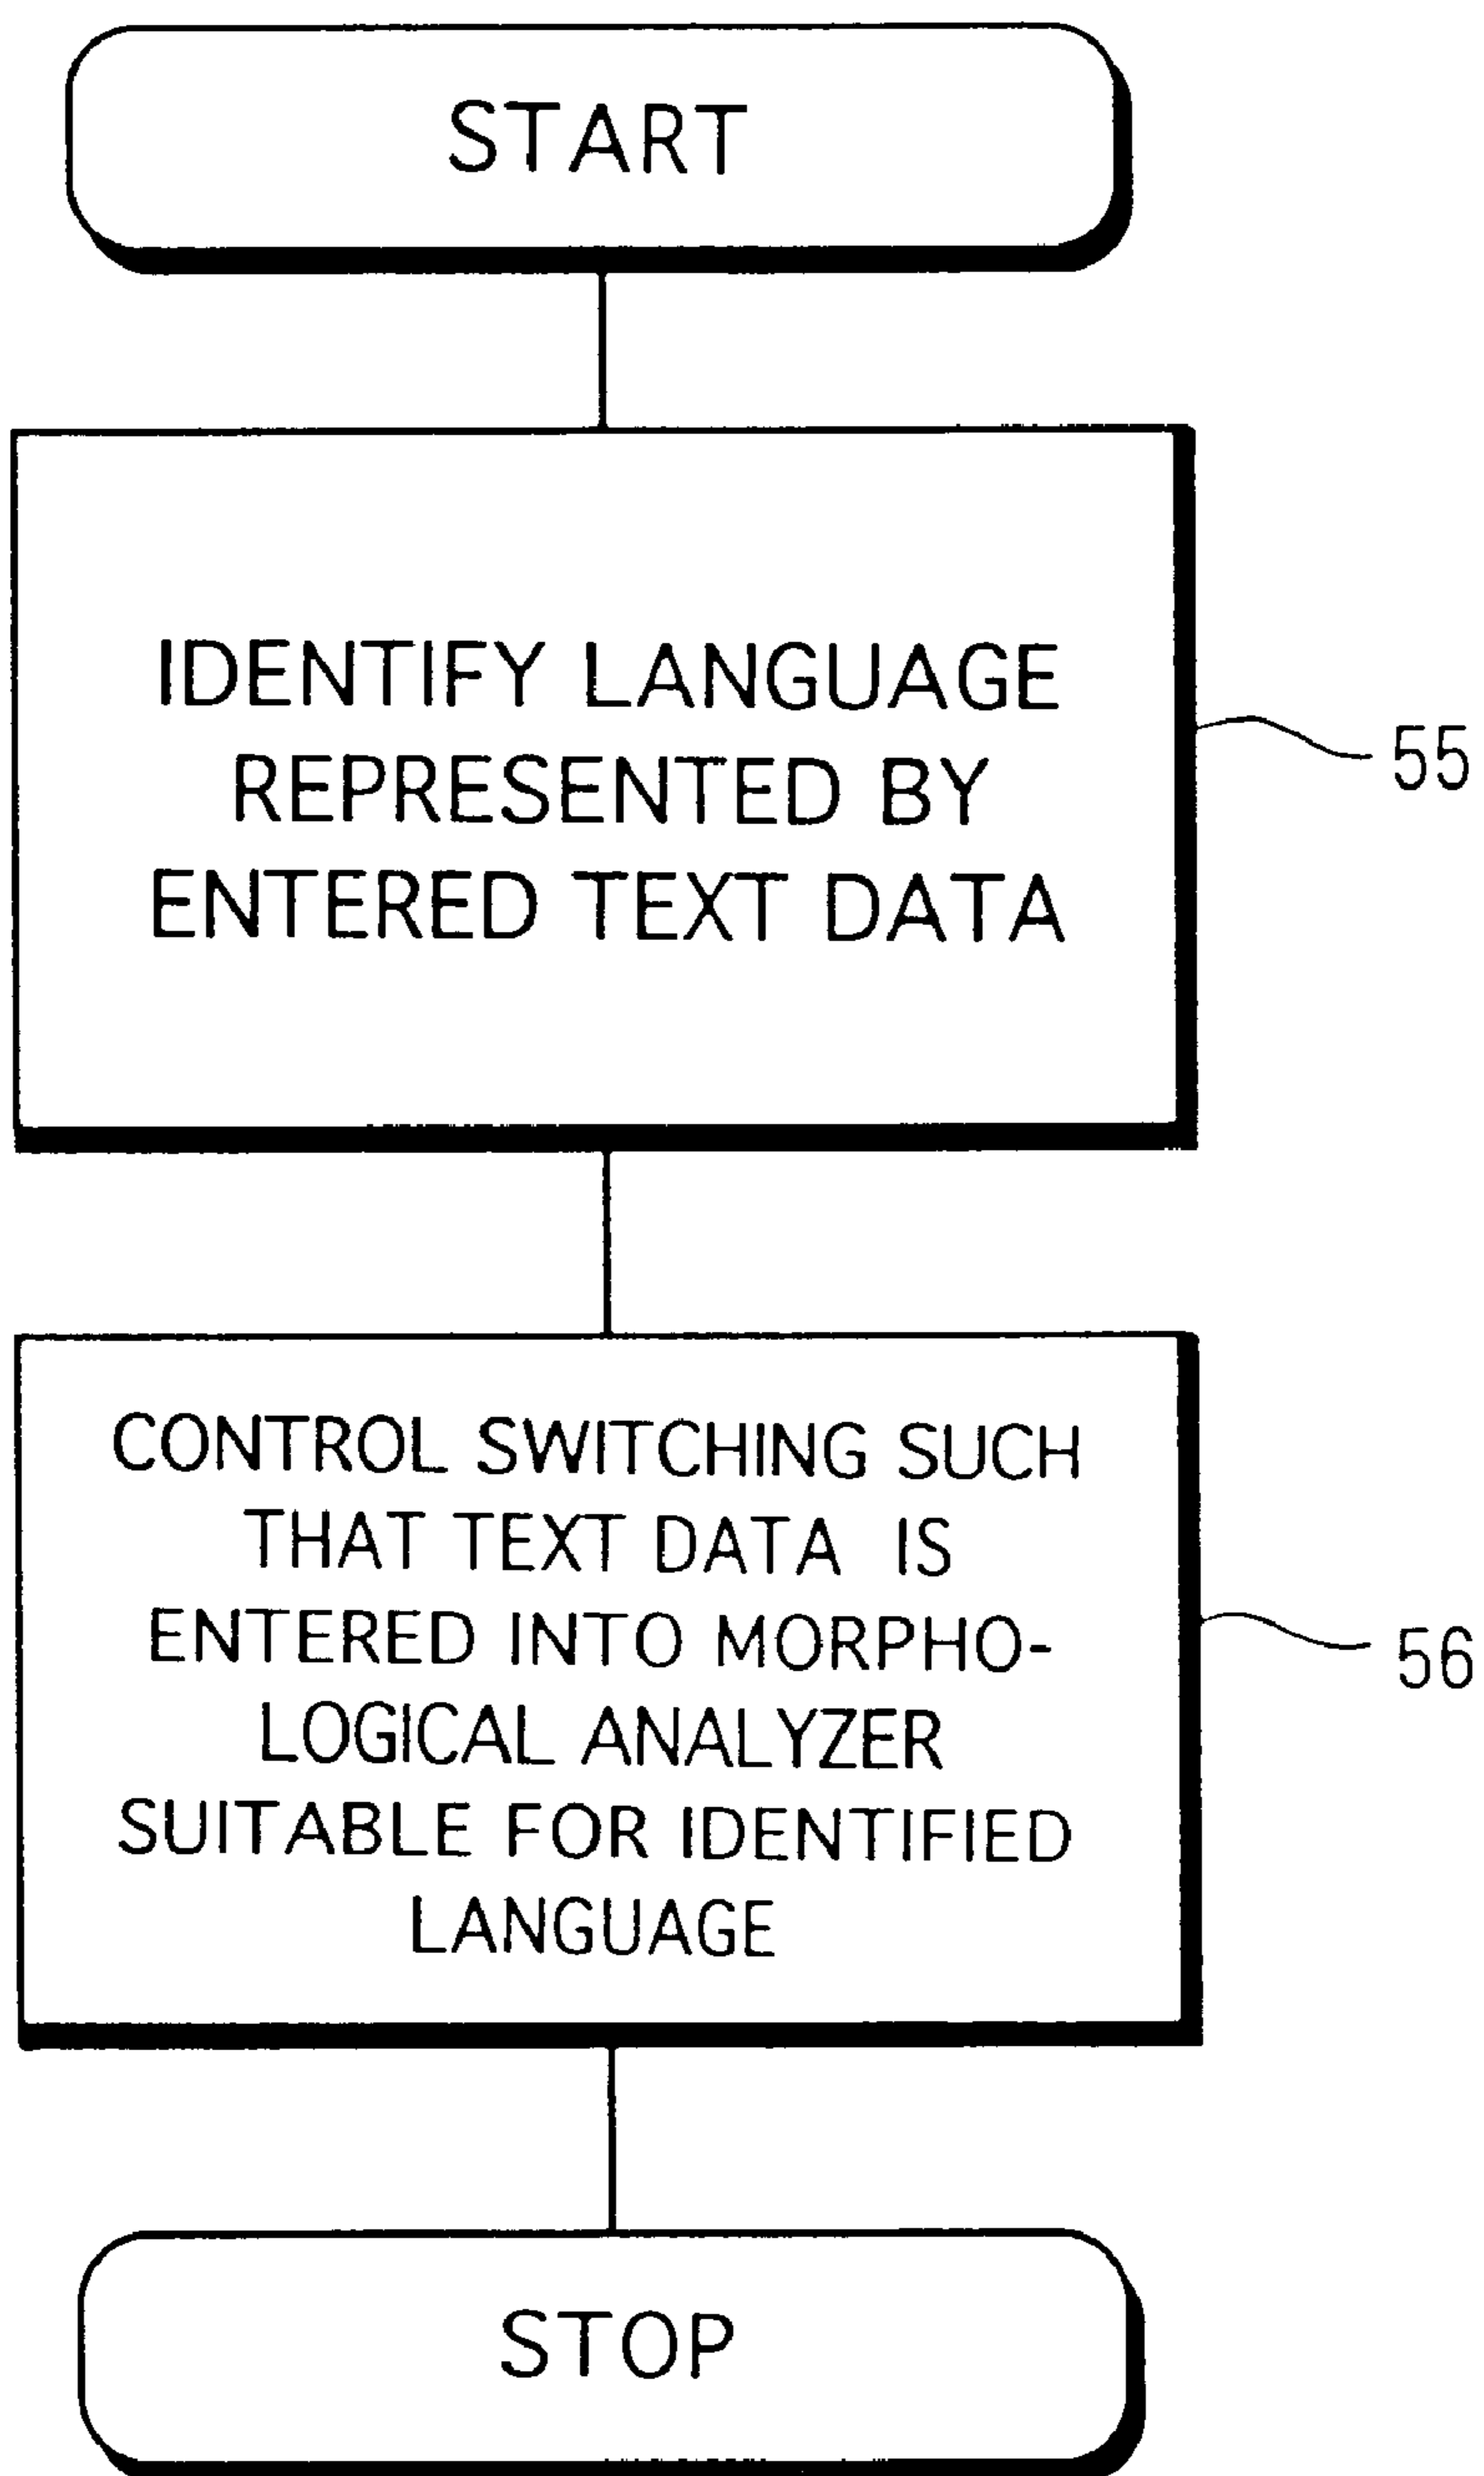 START
IDENTIFY LANGUAGE
REPRESENTED BY
ENTERED TEXT DATA
55
CONTROL SWITCHING SUCH
THAT TEXT DATA IS
ENTERED INTO MORPHO-
LOGICAL ANALYZER
SUITABLE FOR IDENTIFIED
LANGUAGE
56
STOP